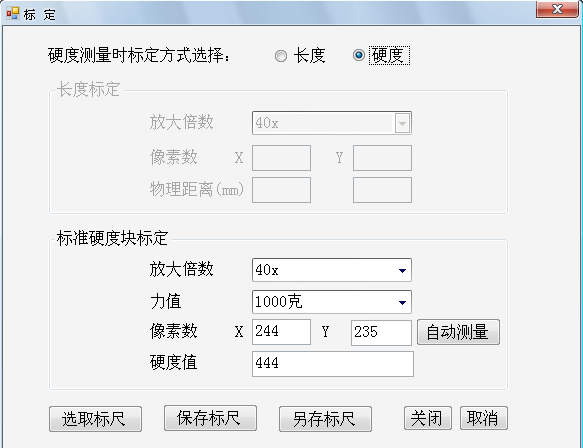 标 定
硬度测量时标定方式选择: 长度 硬度
长度标定
放大倍数 40x
像素数 X Y
物理距离(mm)
标准硬度块标定
放大倍数 40x
力值 1000克
像素数 X 244 Y 235 自动测量
硬度值 444
选取标尺 保存标尺 另存标尺 关闭 取消